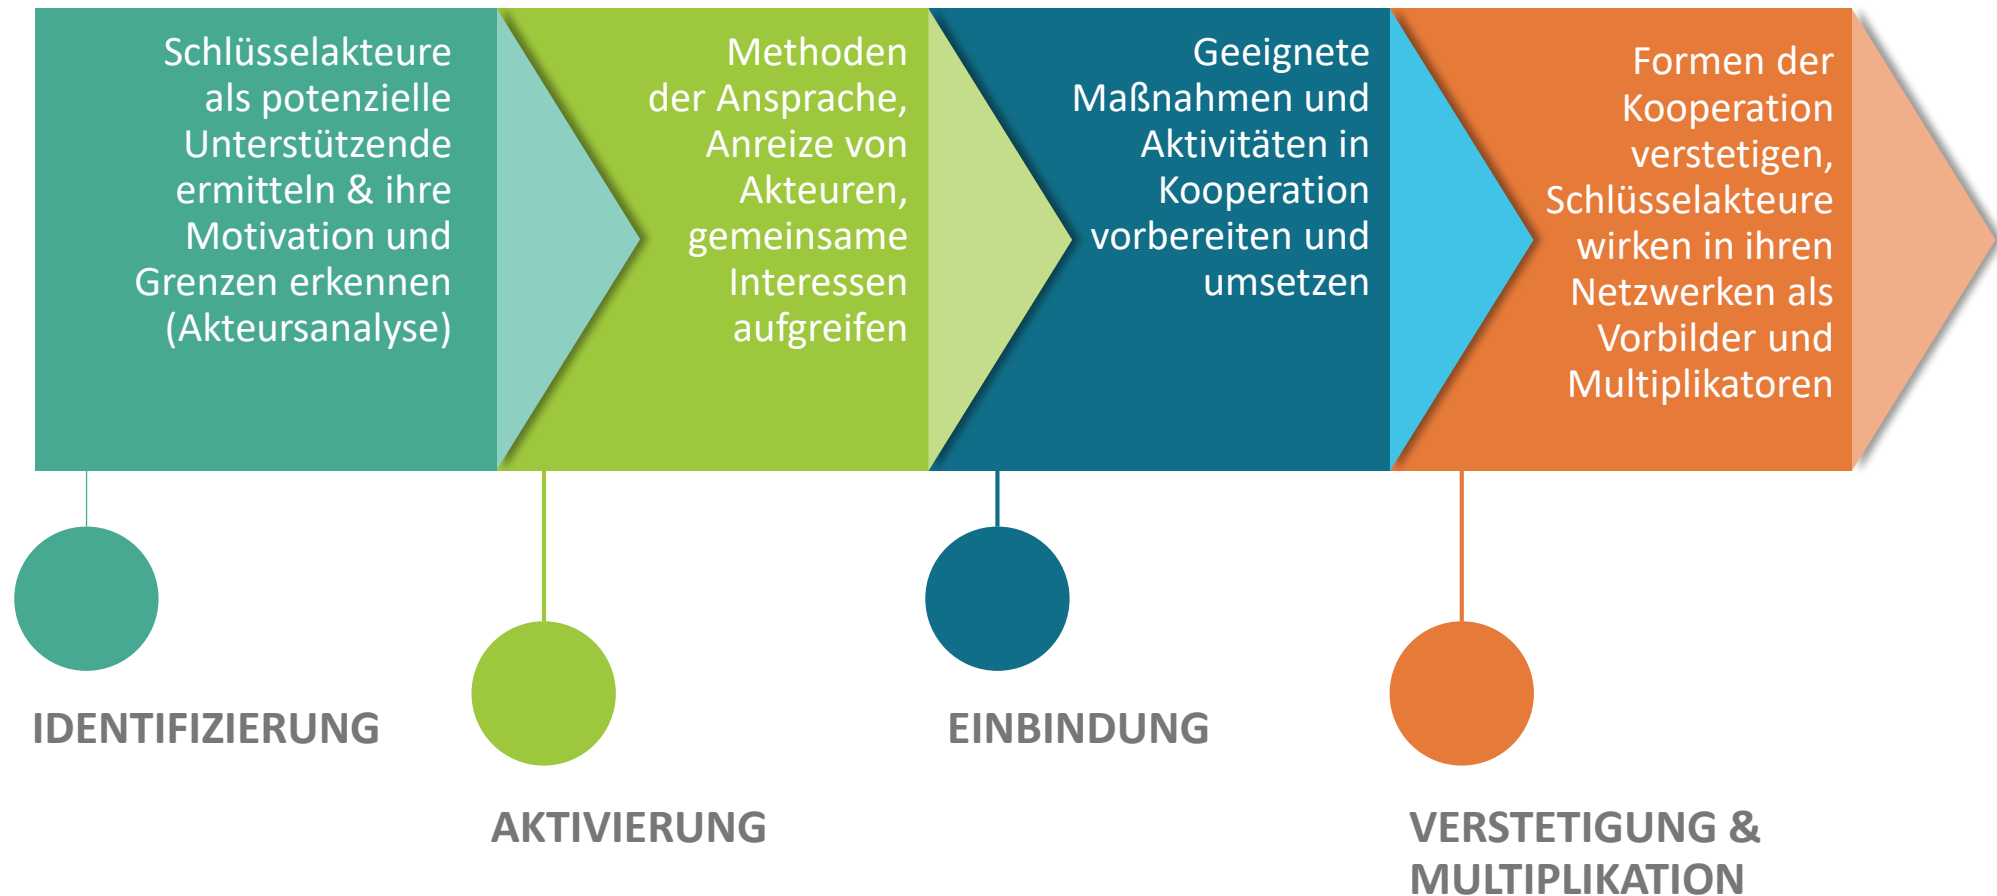 Schlüsselakteure
als potenzielle
Unterstützende
ermitteln & ihre
Motivation und
Grenzen erkennen
(Akteursanalyse)
Methoden
der Ansprache,
Anreize von
Akteuren,
gemeinsame
Interessen
aufgreifen
Geeignete
Maßnahmen und
Aktivitäten in
Kooperation
vorbereiten und
umsetzen
Formen der
Kooperation
verstetigen,
Schlüsselakteure
wirken in ihren
Netzwerken als
Vorbilder und
Multiplikatoren
IDENTIFIZIERUNG
AKTIVIERUNG
EINBINDUNG
VERSTETIGUNG &
MULTIPLIKATION